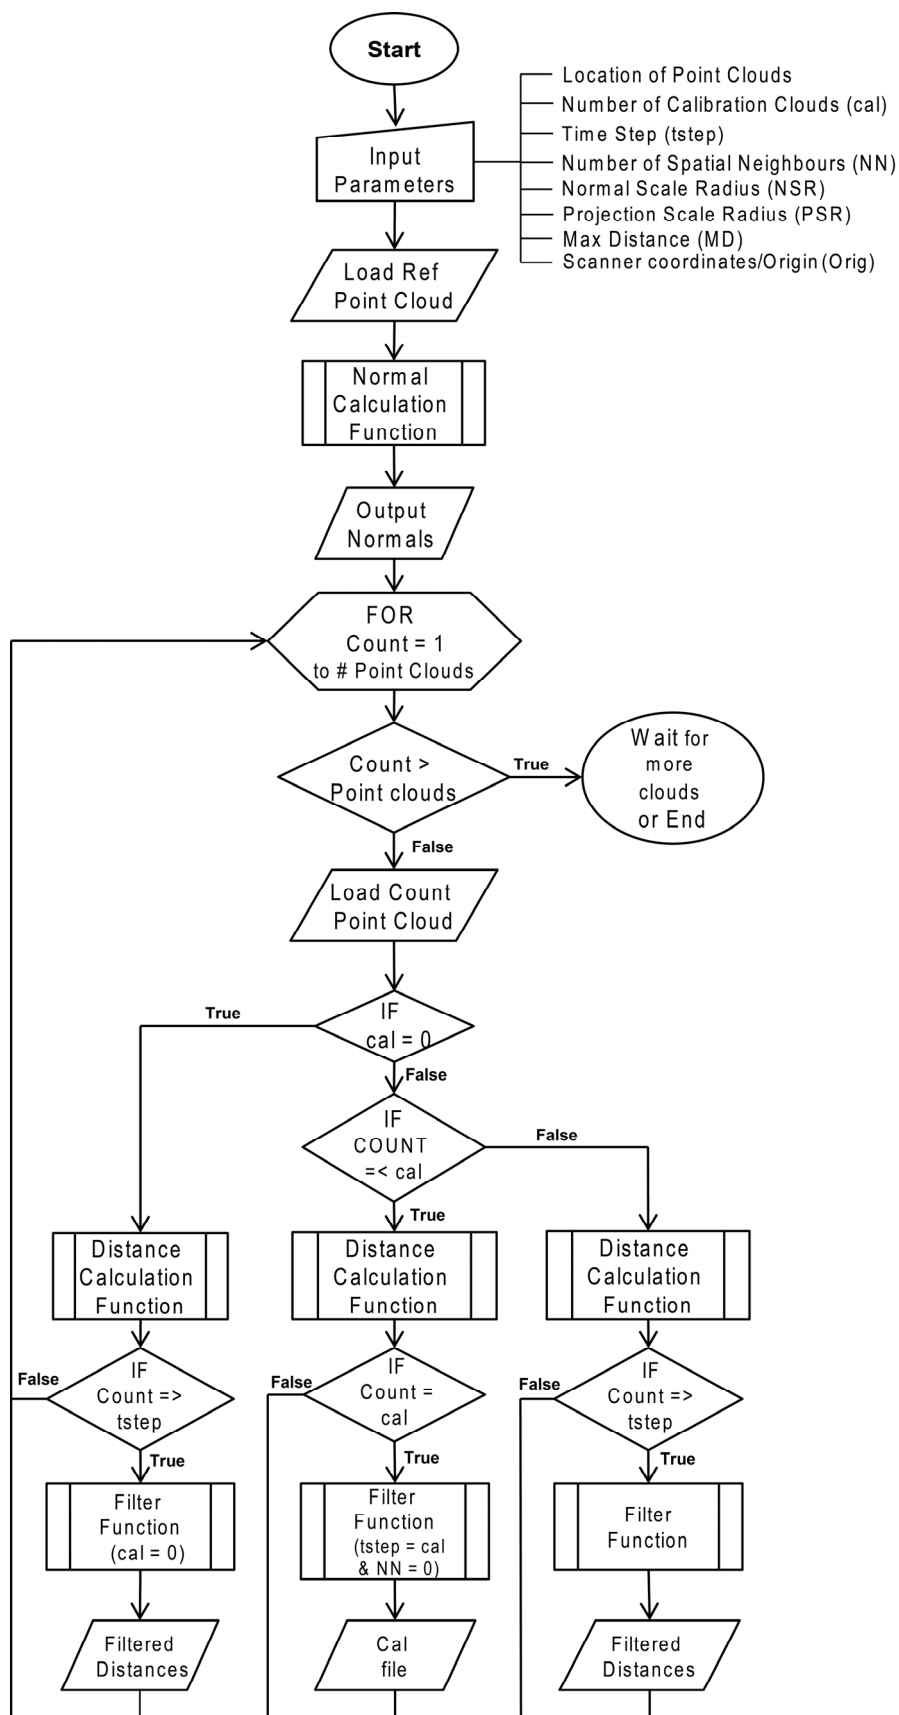 Start
Input
Parameters
Location of Point Clouds
Number of Calibration Clouds (cal)
Time Step (tstep)
Number of Spatial Neighbours (NN)
Normal Scale Radius (NSR)
Projection Scale Radius (PSR)
Max Distance (MD)
Scanner coordinates/Origin (Orig)
Load Ref
Point Cloud
Normal
Calculation
Function
Output
Normals
FOR
Count = 1
to # Point Clouds
Count >
Point clouds
True
Wait for
more
clouds
or End
False
Load Count
Point Cloud
IF
cal = 0
True
False
IF
COUNT
=< cal
False
True
Distance
Calculation
Function
Distance
Calculation
Function
Distance
Calculation
Function
False
IF
Count =>
tstep
True
False
IF
Count =
cal
True
False
IF
Count =>
tstep
True
Filter
Function
(cal = 0)
Filter
Function
(tstep = cal
& NN = 0)
Filter
Function
Filtered
Distances
Cal
file
Filtered
Distances